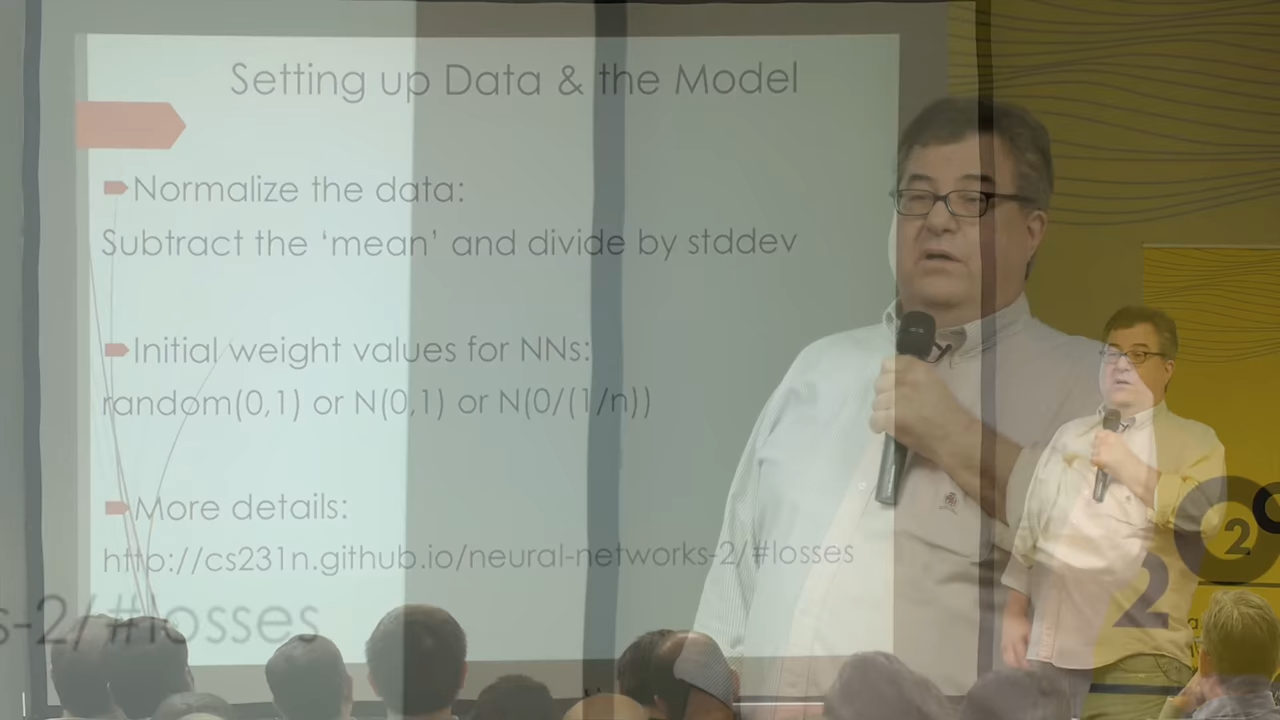 Setting up Data & the Model
Normalize the data:
Subtract the ‘mean’ and divide by stddev
Initial weight values for NNs:
random(0,1) or N(0,1) or N(0/(1/n))
More details:
http://cs231n.github.io/neural-networks-2/#losses
s-2/#losses
2
2